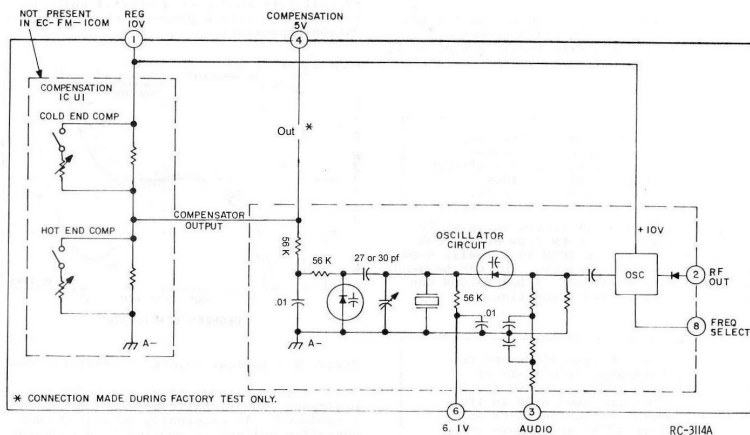 NOT PRESENT
IN EC-FM-ICOM
REG
10V
1
COMPENSATION
5V
4
COMPENSATION
IC U1
COLD END COMP
Out *
HOT END COMP
COMPENSATOR
OUTPUT
OSCILLATOR
CIRCUIT
+10V
56 K
56 K
27 or 30 pf
56 K
.01
.01
OSC
2
RF
OUT
8
FREQ
SELECT
A-
A-
* CONNECTION MADE DURING FACTORY TEST ONLY.
6
6.1V
3
AUDIO
RC-3114A